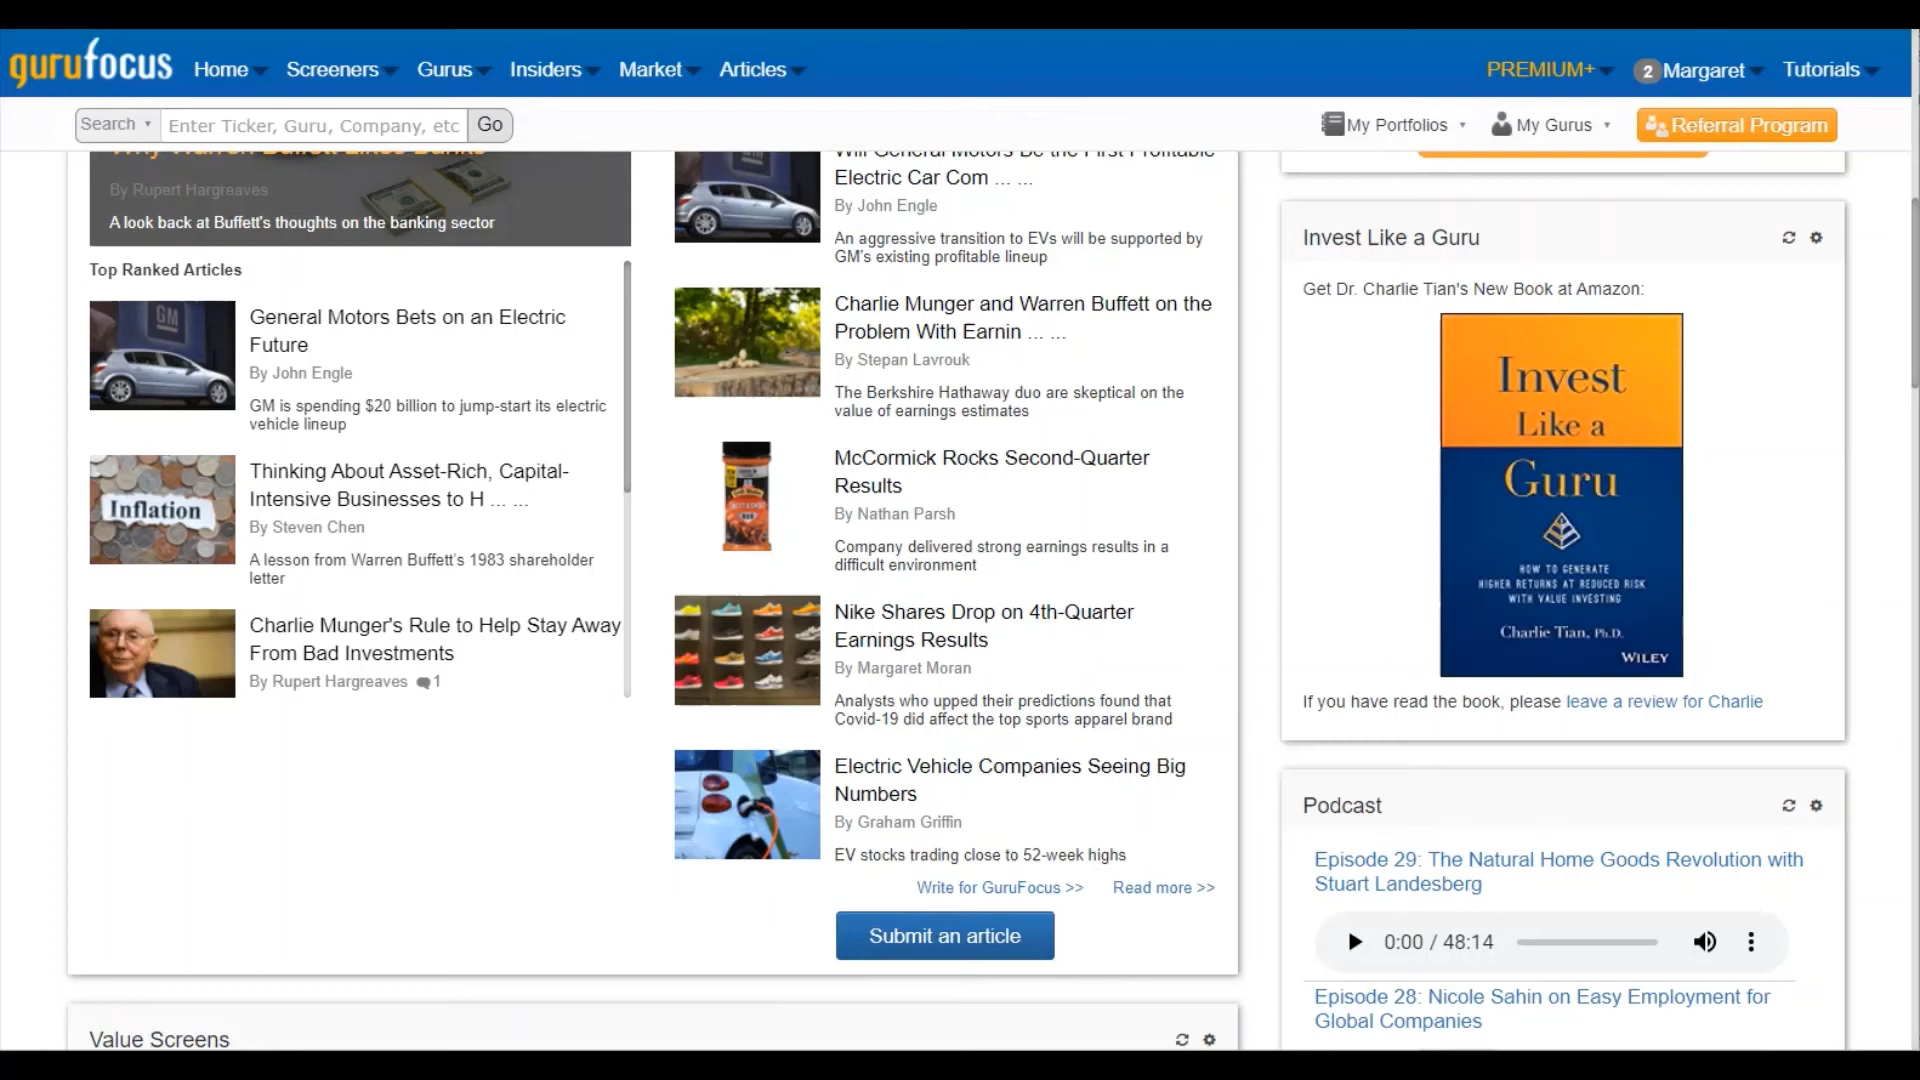 gurufocus
Home
Screeners
Gurus
Insiders
Market
Articles
PREMIUM+
2
Margaret
Tutorials
Search
Enter Ticker, Guru, Company, etc
Go
My Portfolios
My Gurus
Referral Program
Why Warren Buffett Likes Banks
By Rupert Hargreaves
A look back at Buffett's thoughts on the banking sector
Top Ranked Articles
GM
General Motors Bets on an Electric
Future
By John Engle
GM is spending $20 billion to jump-start its electric
vehicle lineup
Inflation
Thinking About Asset-Rich, Capital-
Intensive Businesses to H ... ...
By Steven Chen
A lesson from Warren Buffett's 1983 shareholder
letter
Charlie Munger's Rule to Help Stay Away
From Bad Investments
By Rupert Hargreaves 1
Will General Motors Be the First Profitable
Electric Car Com ... ...
By John Engle
An aggressive transition to EVs will be supported by
GM's existing profitable lineup
Charlie Munger and Warren Buffett on the
Problem With Earnin ... ...
By Stepan Lavrouk
The Berkshire Hathaway duo are skeptical on the
value of earnings estimates
McCormick Rocks Second-Quarter
Results
By Nathan Parsh
Company delivered strong earnings results in a
difficult environment
Nike Shares Drop on 4th-Quarter
Earnings Results
By Margaret Moran
Analysts who upped their predictions found that
Covid-19 did affect the top sports apparel brand
Electric Vehicle Companies Seeing Big
Numbers
By Graham Griffin
EV stocks trading close to 52-week highs
Write for GuruFocus >>
Read more >>
Submit an article
Value Screens
Invest Like a Guru
Get Dr. Charlie Tian's New Book at Amazon:
Invest
Like a
Guru
HOW TO GENERATE
HIGHER RETURNS AT REDUCED RISK
WITH VALUE INVESTING
Charlie Tian, Ph.D.
WILEY
If you have read the book, please leave a review for Charlie
Podcast
Episode 29: The Natural Home Goods Revolution with
Stuart Landesberg
0:00 / 48:14
Episode 28: Nicole Sahin on Easy Employment for
Global Companies